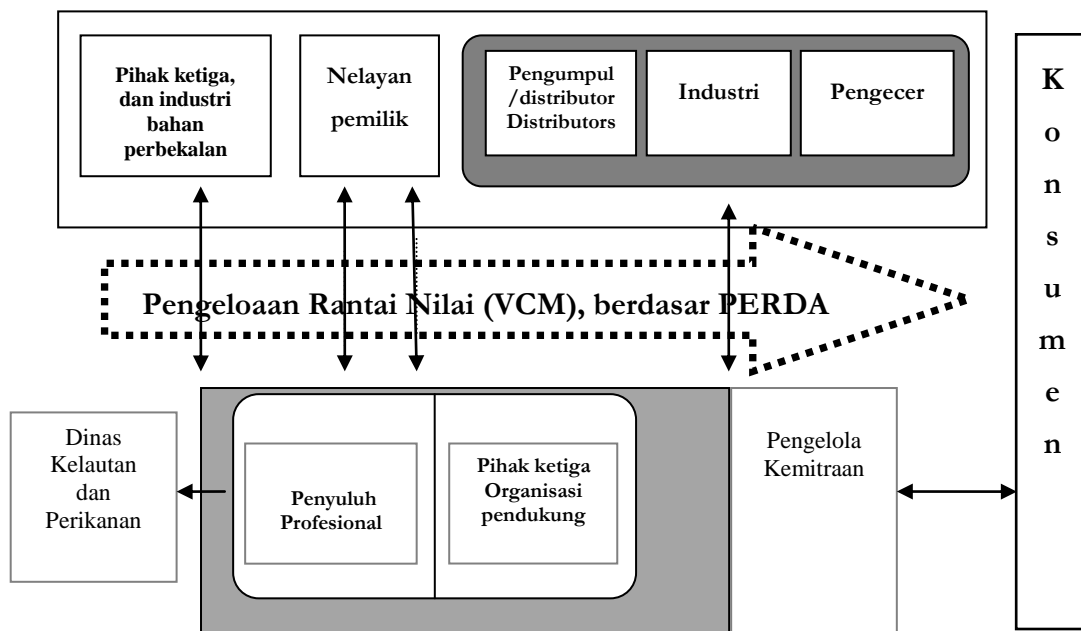 Pihak ketiga,
dan industri
bahan
perbekalan
Nelayan
pemilik
Pengumpul
/distributor
Distributors
Industri
Pengecer
K
o
n
s
u
m
e
n
Pengeloaan Rantai Nilai (VCM), berdasar PERDA
Dinas
Kelautan
dan
Perikanan
Penyuluh
Profesional
Pihak ketiga
Organisasi
pendukung
Pengelola
Kemitraan